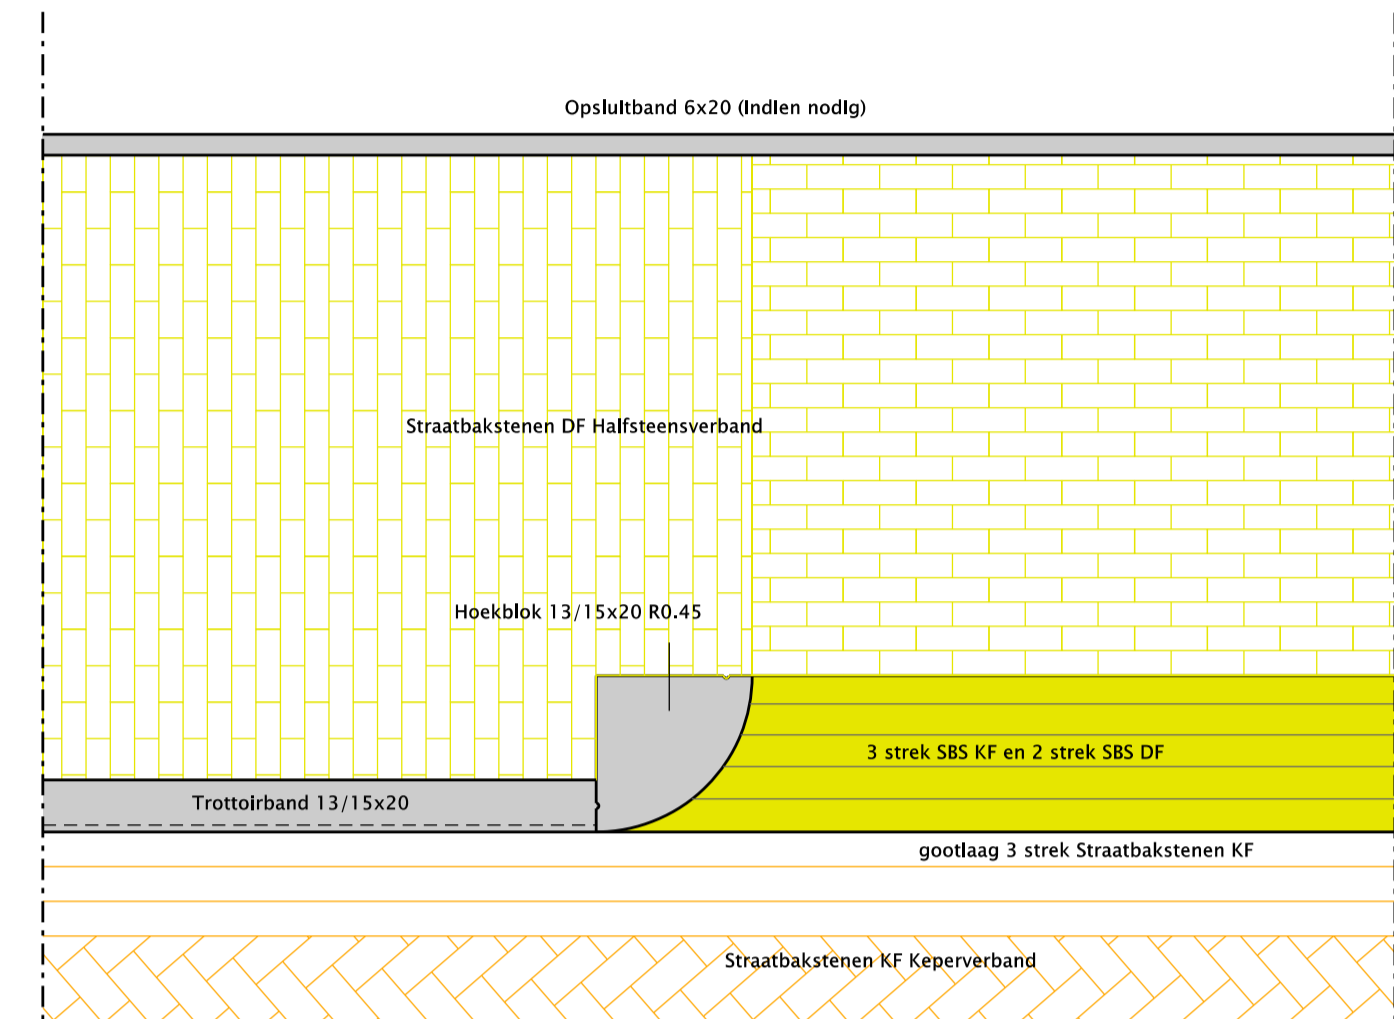 Opsluitband 6x20 (indien nodig)
Straatbakstenen DF Halfsteensverband
Hoekblok 13/15x20 R0.45
3 strek SBS KF en 2 strek SBS DF
Trottoirband 13/15x20
gootlaag 3 strek Straatbakstenen KF
Straatbakstenen KF Keperverband